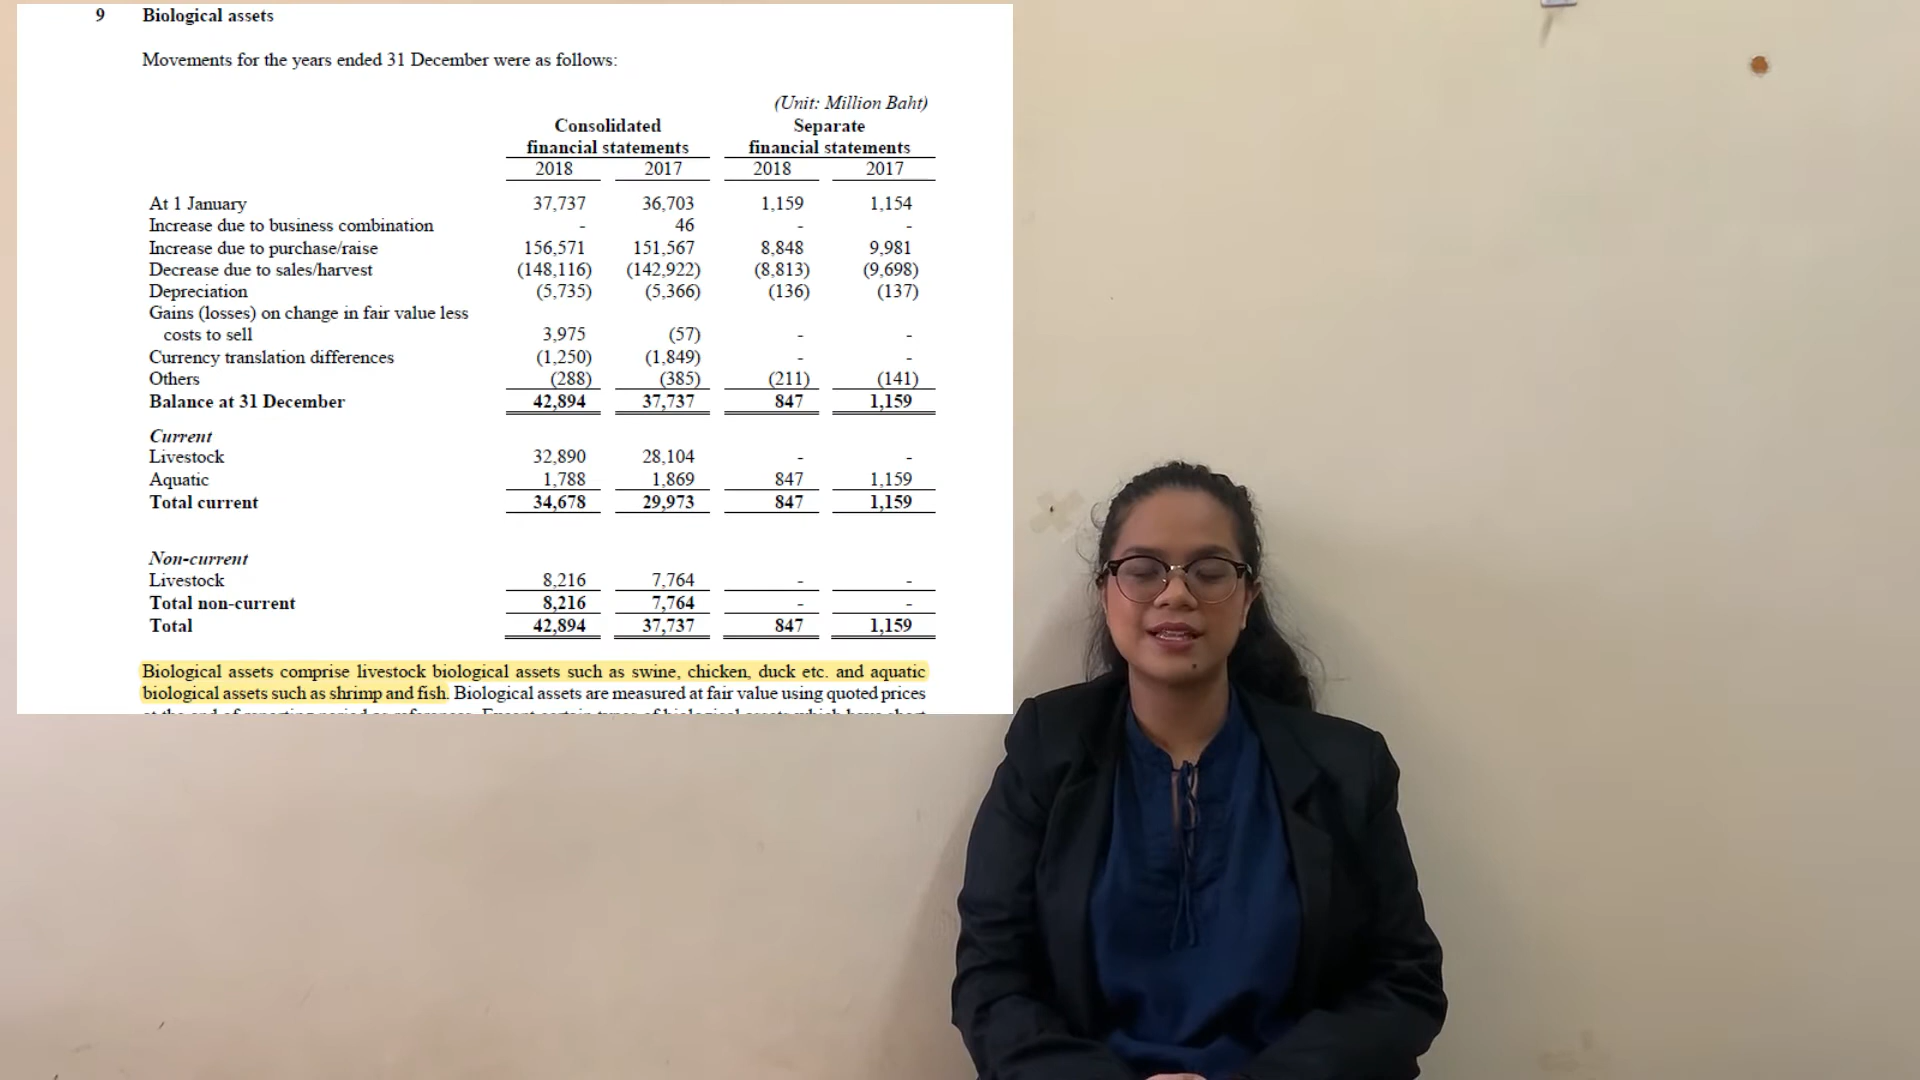 9 Biological assets
Movements for the years ended 31 December were as follows:
(Unit: Million Baht)
Consolidated Separate
financial statements financial statements
2018 2017 2018 2017
At 1 January 37,737 36,703 1,159 1,154
Increase due to business combination - 46 - -
Increase due to purchase/raise 156,571 151,567 8,848 9,981
Decrease due to sales/harvest (148,116) (142,922) (8,813) (9,698)
Depreciation (5,735) (5,366) (136) (137)
Gains (losses) on change in fair value less
costs to sell 3,975 (57) - -
Currency translation differences (1,250) (1,849) - -
Others (288) (385) (211) (141)
Balance at 31 December 42,894 37,737 847 1,159
Current
Livestock 32,890 28,104 - -
Aquatic 1,788 1,869 847 1,159
Total current 34,678 29,973 847 1,159
Non-current
Livestock 8,216 7,764 - -
Total non-current 8,216 7,764 - -
Total 42,894 37,737 847 1,159
Biological assets comprise livestock biological assets such as swine, chicken, duck etc. and aquatic
biological assets such as shrimp and fish. Biological assets are measured at fair value using quoted prices